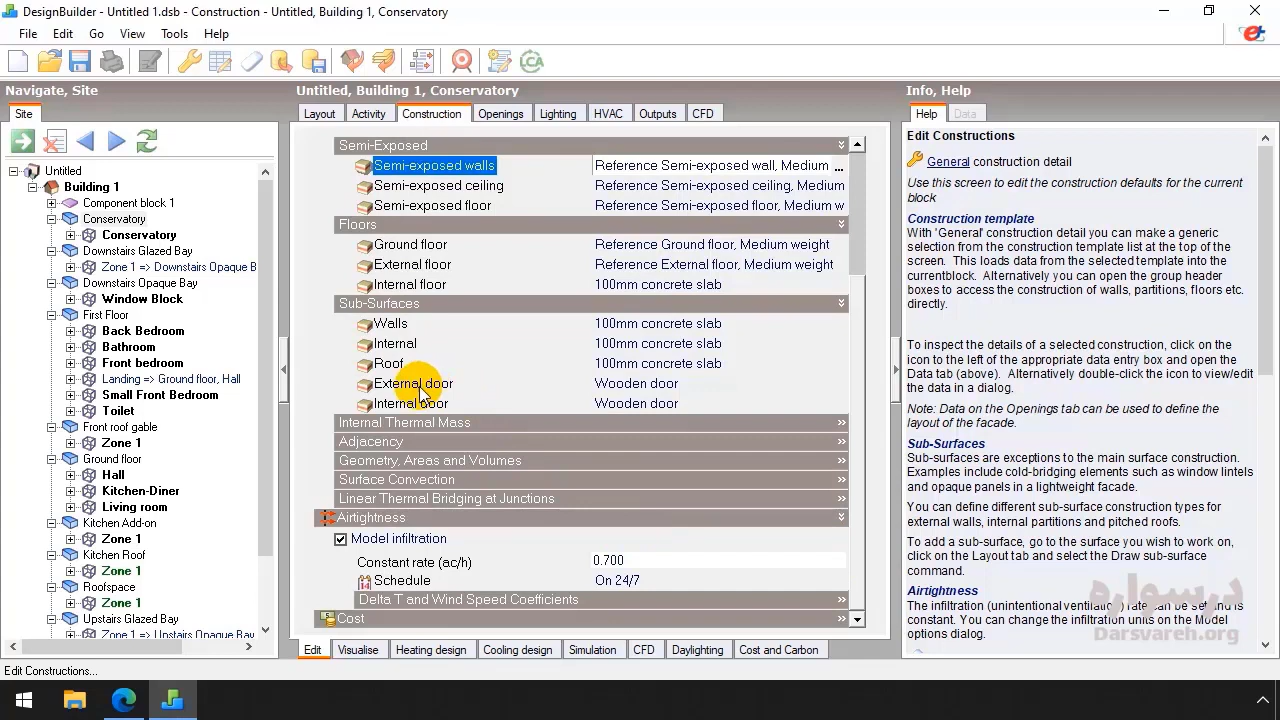 DesignBuilder - Untitled 1.dsb - Construction - Untitled, Building 1, Conservatory
File Edit Go View Tools Help
Navigate, Site
Site
Untitled
Building 1
Component block 1
Conservatory
Conservatory
Downstairs Glazed Bay
Zone 1 => Downstairs Opaque B
Downstairs Opaque Bay
Window Block
First Floor
Back Bedroom
Bathroom
Front bedroom
Landing => Ground floor, Hall
Small Front Bedroom
Toilet
Front roof gable
Zone 1
Ground floor
Hall
Kitchen-Diner
Living room
Kitchen Add-on
Zone 1
Kitchen Roof
Zone 1
Roofspace
Zone 1
Upstairs Glazed Bay
Zone 1 => Upstairs Opaque Ba
Untitled, Building 1, Conservatory
Layout Activity Construction Openings Lighting HVAC Outputs CFD
Semi-Exposed
Semi-exposed walls Reference Semi-exposed wall, Medium ...
Semi-exposed ceiling Reference Semi-exposed ceiling, Medium
Semi-exposed floor Reference Semi-exposed floor, Medium w
Floors
Ground floor Reference Ground floor, Medium weight
External floor Reference External floor, Medium weight
Internal floor 100mm concrete slab
Sub-Surfaces
Walls 100mm concrete slab
Internal 100mm concrete slab
Roof 100mm concrete slab
External door Wooden door
Internal door Wooden door
Internal Thermal Mass
Adjacency
Geometry, Areas and Volumes
Surface Convection
Linear Thermal Bridging at Junctions
Airtightness
Model infiltration
Constant rate (ac/h) 0.700
14 Schedule On 24/7
Delta T and Wind Speed Coefficients
Cost
Edit Visualise Heating design Cooling design Simulation CFD Daylighting Cost and Carbon
Info, Help
Help Data
Edit Constructions
General construction detail
Use this screen to edit the construction defaults for the current
block
Construction template
With 'General' construction detail you can make a generic
selection from the construction template list at the top of the
screen. This loads data from the selected template into the
currentblock. Alternatively you can open the group header
boxes to access the construction of walls, partitions, floors etc.
directly.
To inspect the details of a selected construction, click on the
icon to the left of the appropriate data entry box and open the
Data tab (above). Alternatively double-click the icon to view/edit
the data in a dialog.
Note: Data on the Openings tab can be used to define the
layout of the facade.
Sub-Surfaces
Sub-surfaces are exceptions to the main surface construction.
Examples include cold-bridging elements such as window lintels
and opaque panels in a lightweight facade.
You can define different sub-surface construction types for
external walls, internal partitions and pitched roofs.
To add a sub-surface, go to the surface you wish to work on,
click on the Layout tab and select the Draw sub-surface
command.
Airtightness
The infiltration (unintentional ventilation) rate can be set and is
constant. You can change the infiltration units on the Model
options dialog.
درسواره
Darsvareh.org
Edit Constructions...